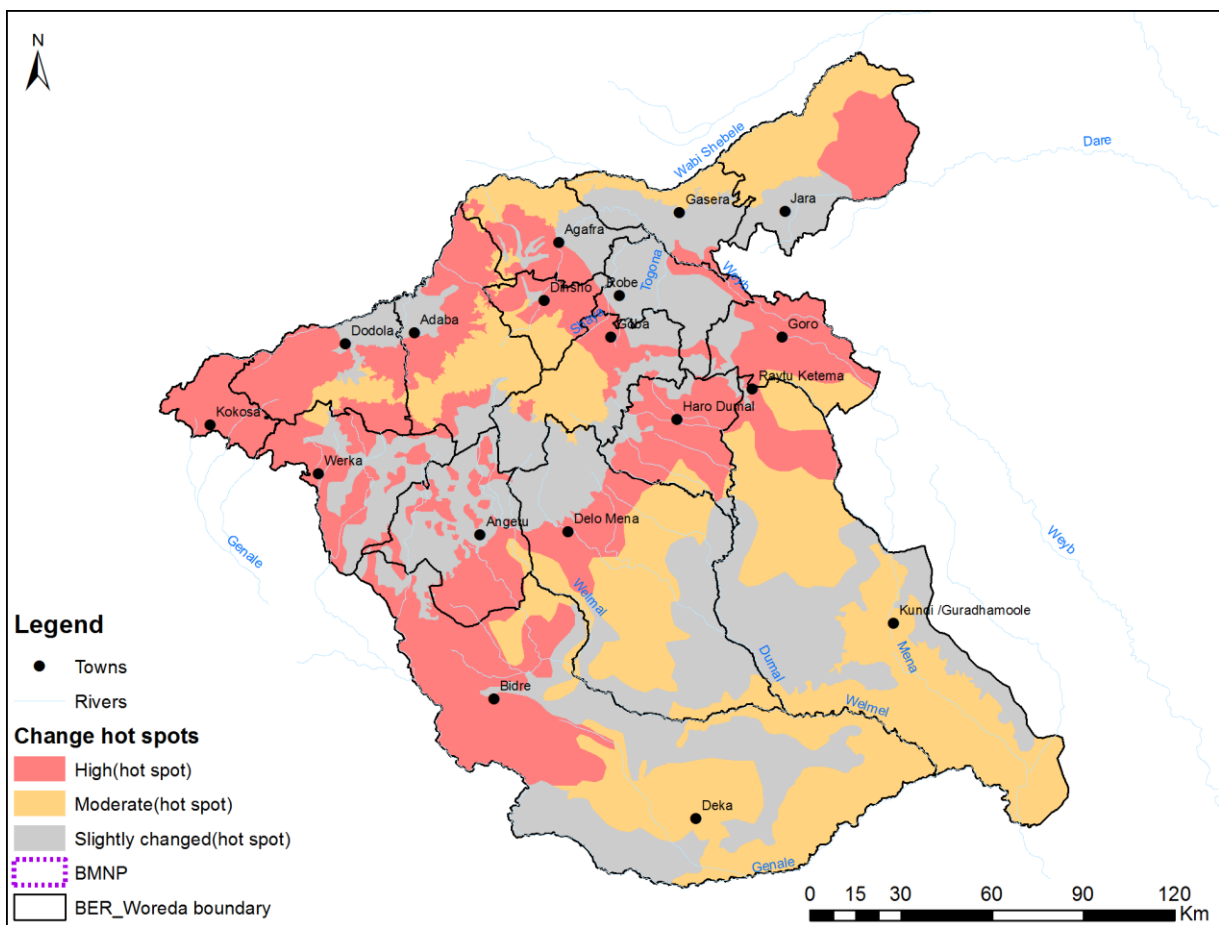 N
Dare
Wabi Shebele
Gasera
Jara
Agafra
Togona
Weyb
Robe
Dinsho
Shaya
Goba
Goro
Dodola
Adaba
Raytu Ketema
Kokosa
Haro Dumal
Werka
Angetu
Delo Mena
Genale
Weyb
Welmal
Kundi /Guradhamoole
Mena
Dumal
Bidre
Welmel
Deka
Genale
Legend
Towns
Rivers
Change hot spots
High(hot spot)
Moderate(hot spot)
Slightly changed(hot spot)
BMNP
BER_Woreda boundary
0 15 30 60 90 120
Km